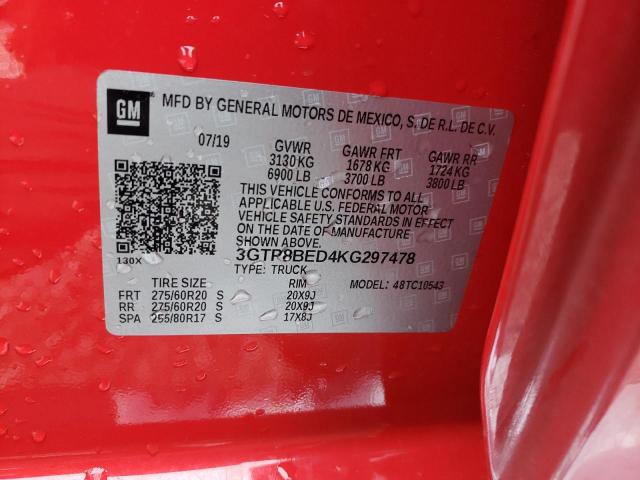 GM MFD BY GENERAL MOTORS DE MEXICO, S. DE R.L. DE C.V.
07/19 GVWR GAWR FRT GAWR RR
3130 KG 1678 KG 1724 KG
6900 LB 3700 LB 3800 LB
THIS VEHICLE CONFORMS TO ALL
APPLICABLE U.S. FEDERAL MOTOR
VEHICLE SAFETY STANDARDS IN EFFECT
ON THE DATE OF MANUFACTURE
SHOWN ABOVE.
130X
3GTP8BED4KG297478
TYPE: TRUCK
TIRE SIZE RIM MODEL: 48TC10543
FRT 275/60R20 S 20X9J
RR 275/60R20 S 20X9J
SPA 255/80R17 S 17X8J